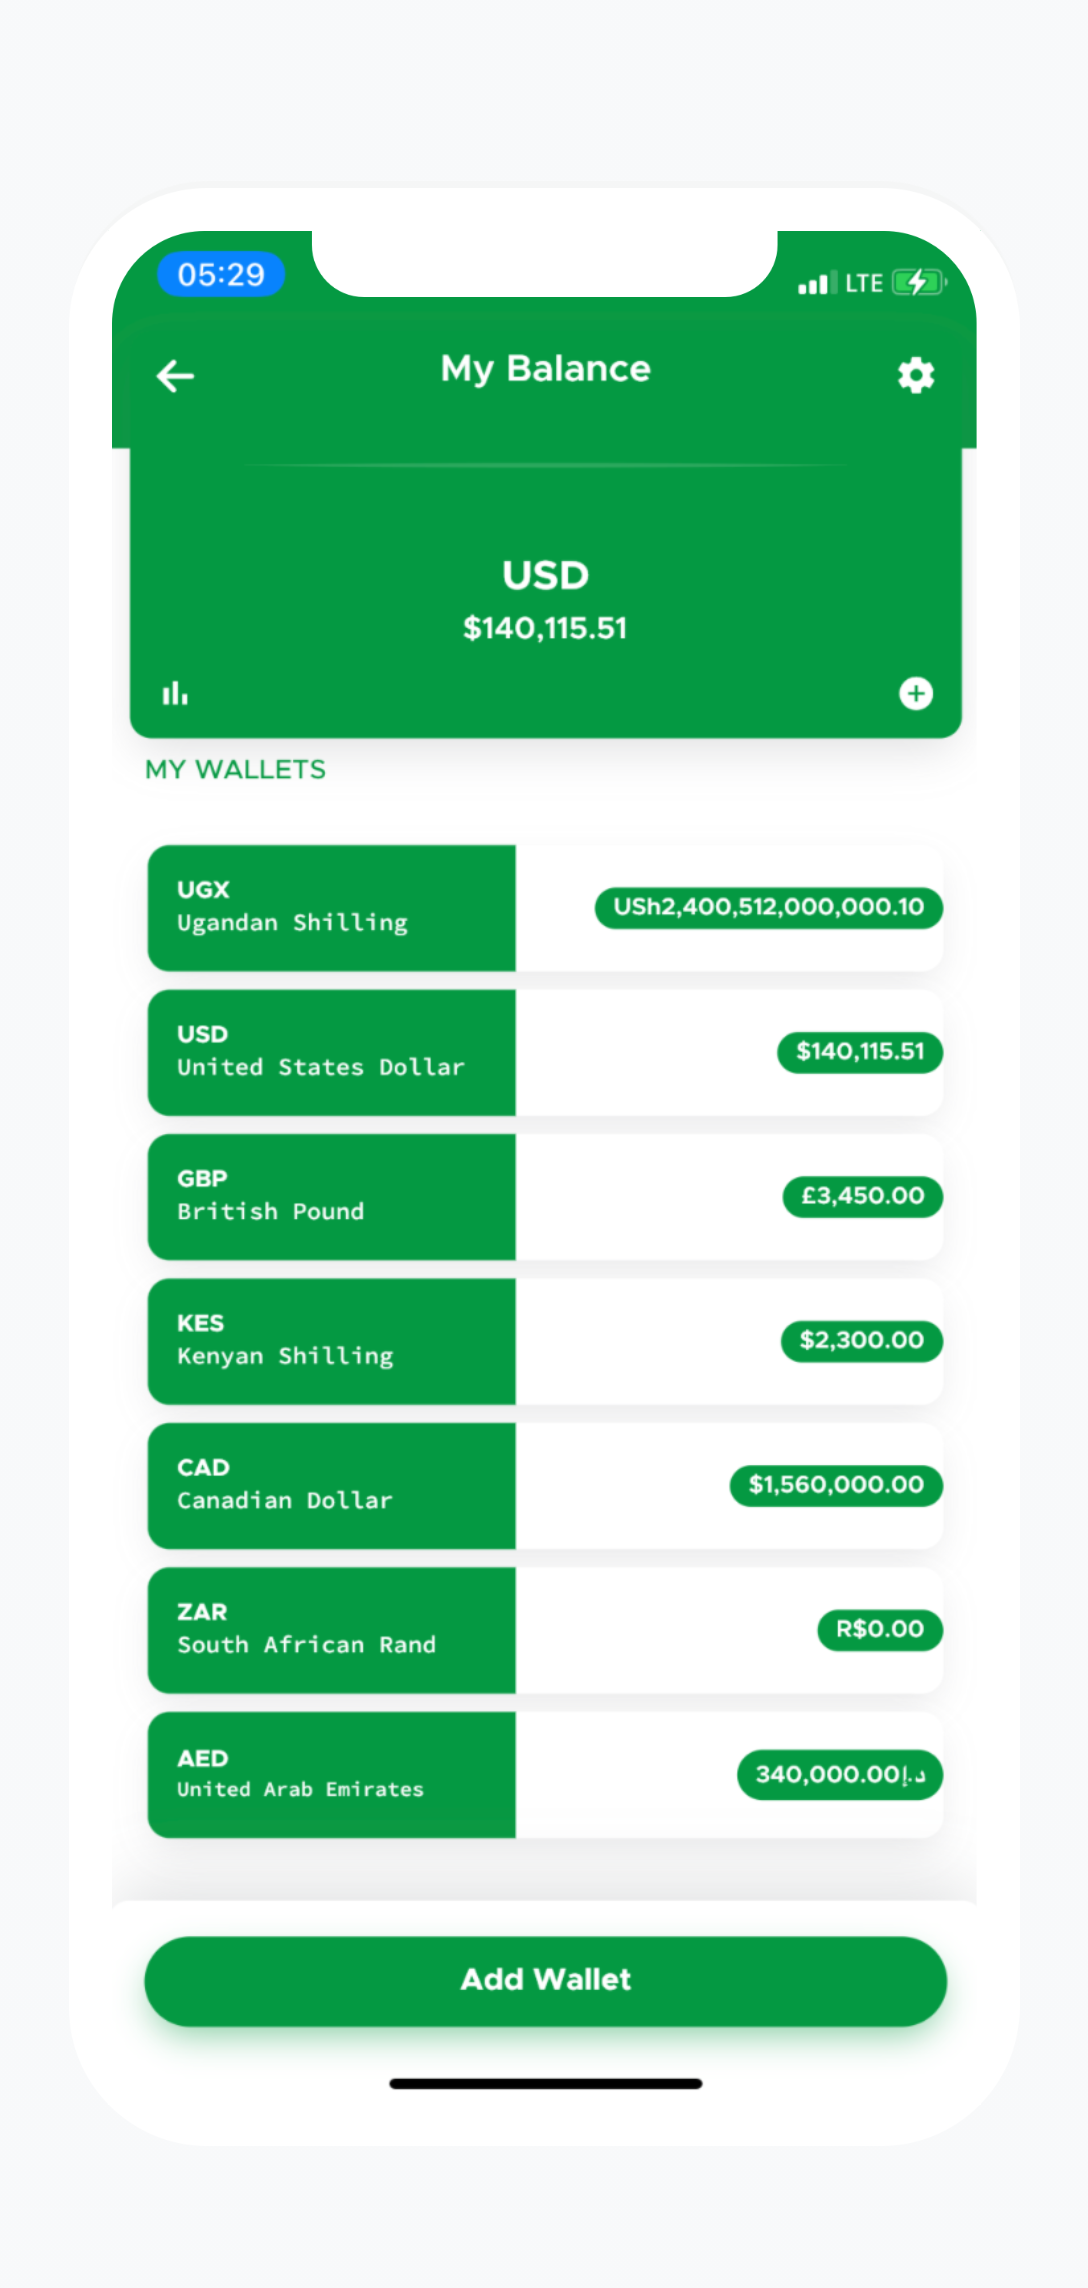 05:29
LTE
My Balance
USD
$140,115.51
MY WALLETS
UGX
Ugandan Shilling
USh2,400,512,000,000.10
USD
United States Dollar
$140,115.51
GBP
British Pound
£3,450.00
KES
Kenyan Shilling
$2,300.00
CAD
Canadian Dollar
$1,560,000.00
ZAR
South African Rand
R$0.00
AED
United Arab Emirates
340,000.00د.إ
Add Wallet